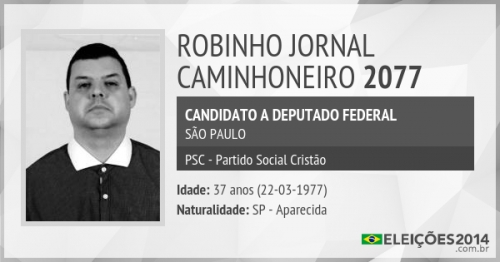 ROBINHO JORNAL
CAMINHONEIRO 2077
CANDIDATO A DEPUTADO FEDERAL
SÃO PAULO
PSC - Partido Social Cristão
Idade: 37 anos (22-03-1977)
Naturalidade: SP - Aparecida
ELEIÇÕES2014
.com.br